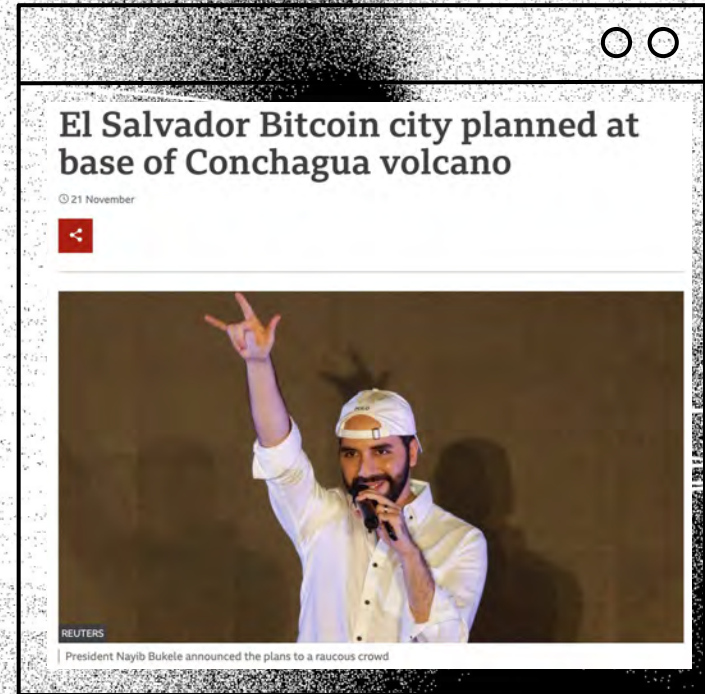 El Salvador Bitcoin city planned at
base of Conchagua volcano
21 November
POLO
REUTERS
President Nayib Bukele announced the plans to a raucous crowd